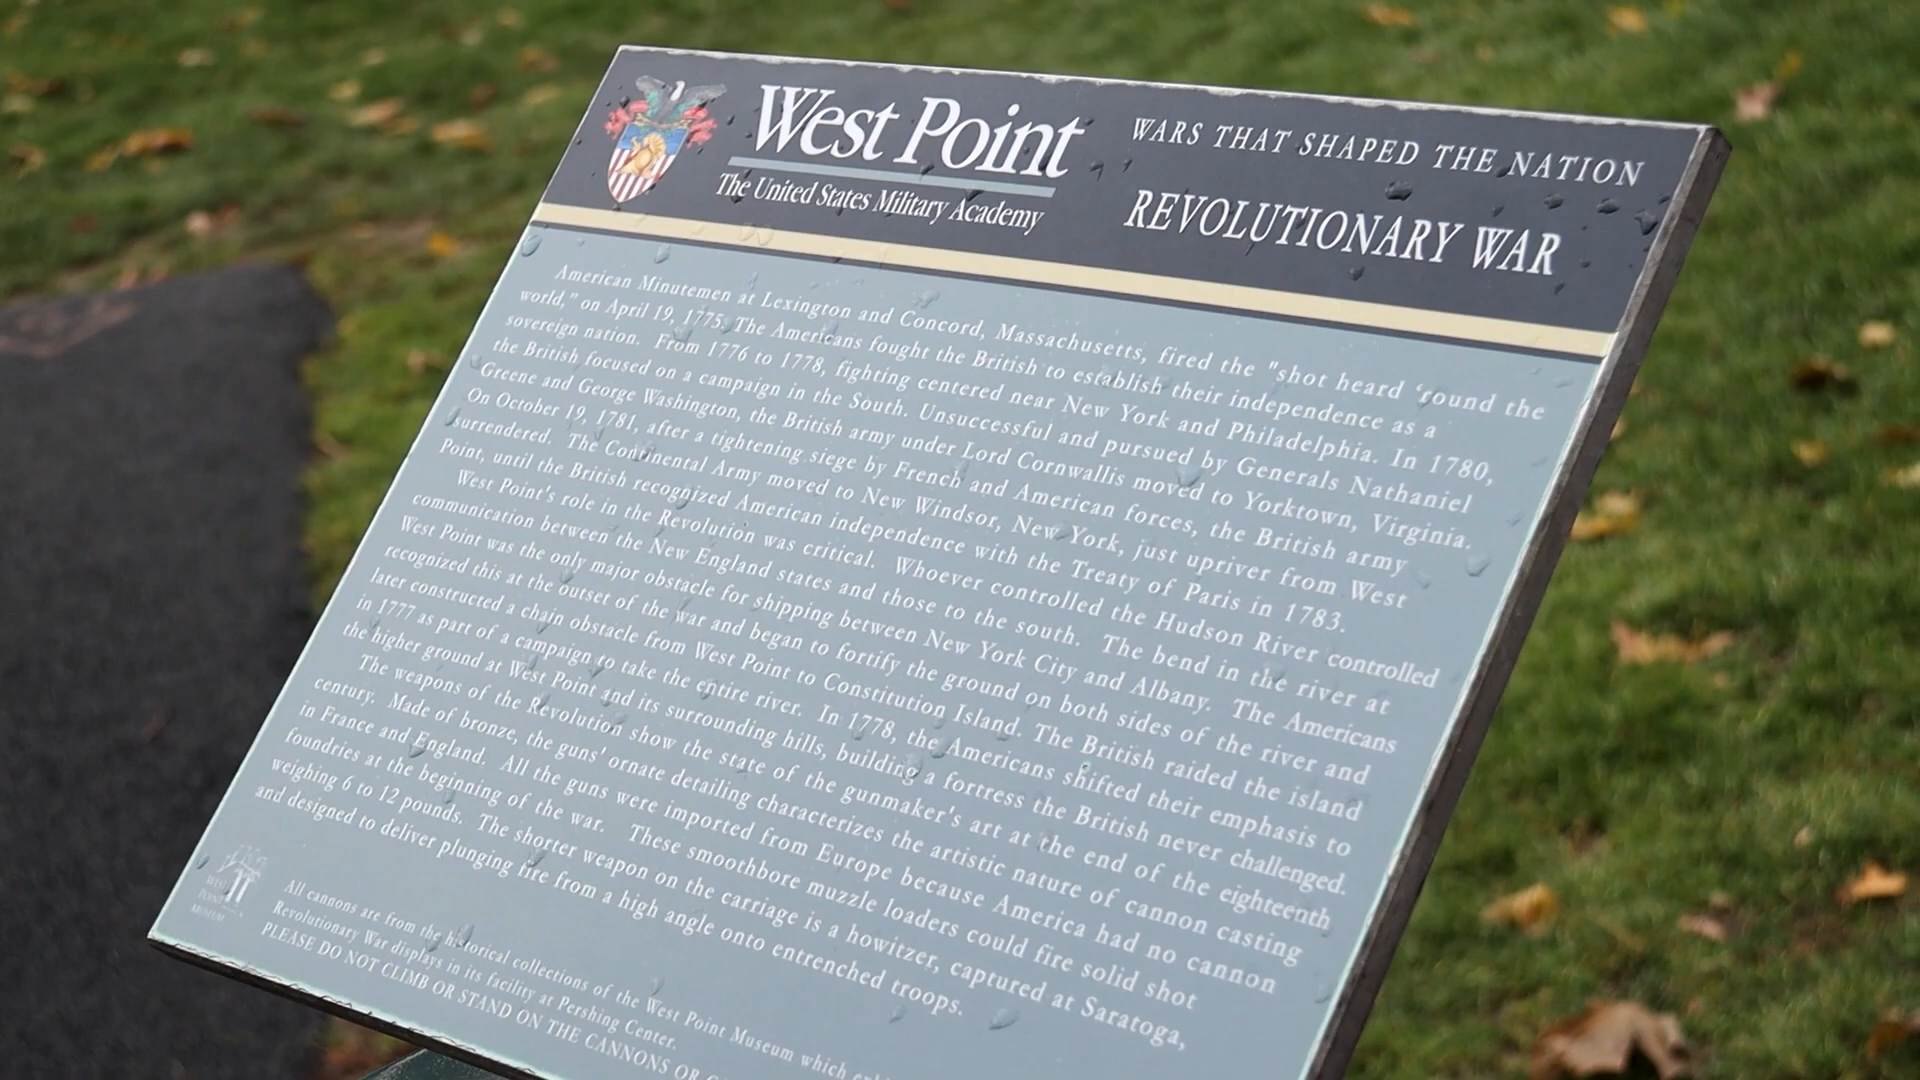 West Point
The United States Military Academy
WARS THAT SHAPED THE NATION
REVOLUTIONARY WAR
American Minutemen at Lexington and Concord, Massachusetts, fired the "shot heard ‘round the
world," on April 19, 1775. The Americans fought the British to establish their independence as a
sovereign nation. From 1776 to 1778, fighting centered near New York and Philadelphia. In 1780,
the British focused on a campaign in the South. Unsuccessful and pursued by Generals Nathaniel
Greene and George Washington, the British army under Lord Cornwallis moved to Yorktown, Virginia.
On October 19, 1781, after a tightening siege by French and American forces, the British army
surrendered. The Continental Army moved to New Windsor, New York, just upriver from West
Point, until the British recognized American independence with the Treaty of Paris in 1783.
West Point's role in the Revolution was critical. Whoever controlled the Hudson River controlled
communication between the New England states and those to the south. The bend in the river at
West Point was the only major obstacle for shipping between New York City and Albany. The Americans
recognized this at the outset of the war and began to fortify the ground on both sides of the river and
later constructed a chain obstacle from West Point to Constitution Island. The British raided the island
in 1777 as part of a campaign to take the entire river. In 1778, the Americans shifted their emphasis to
the higher ground at West Point and its surrounding hills, building a fortress the British never challenged.
The weapons of the Revolution show the state of the gunmaker's art at the end of the eighteenth
century. Made of bronze, the guns' ornate detailing characterizes the artistic nature of cannon casting
in France and England. All the guns were imported from Europe because America had no cannon
foundries at the beginning of the war. These smoothbore muzzle loaders could fire solid shot
weighing 6 to 12 pounds. The shorter weapon on the carriage is a howitzer, captured at Saratoga,
and designed to deliver plunging fire from a high angle onto entrenched troops.
WEST
POINT
MUSEUM
All cannons are from the historical collections of the West Point Museum which
Revolutionary War displays in its facility at Pershing Center.
PLEASE DO NOT CLIMB OR STAND ON THE CANNONS OR